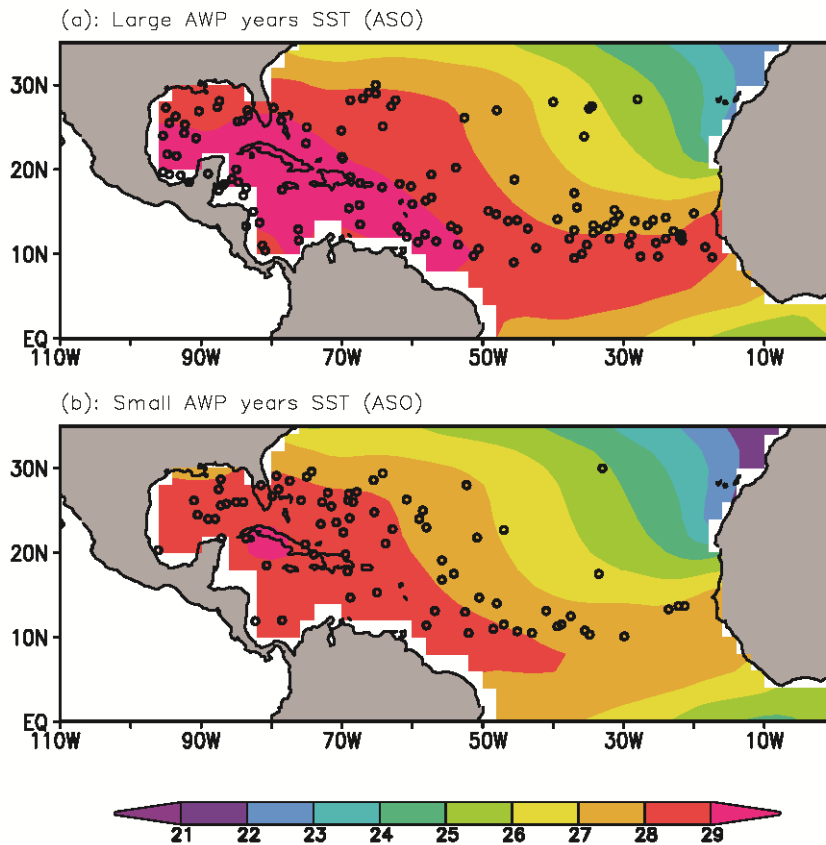 (a): Large AWP years SST (ASO)
30N
20N
10N
EQ
110W 90W 70W 50W 30W 10W
(b): Small AWP years SST (ASO)
30N
20N
10N
EQ
110W 90W 70W 50W 30W 10W
21 22 23 24 25 26 27 28 29